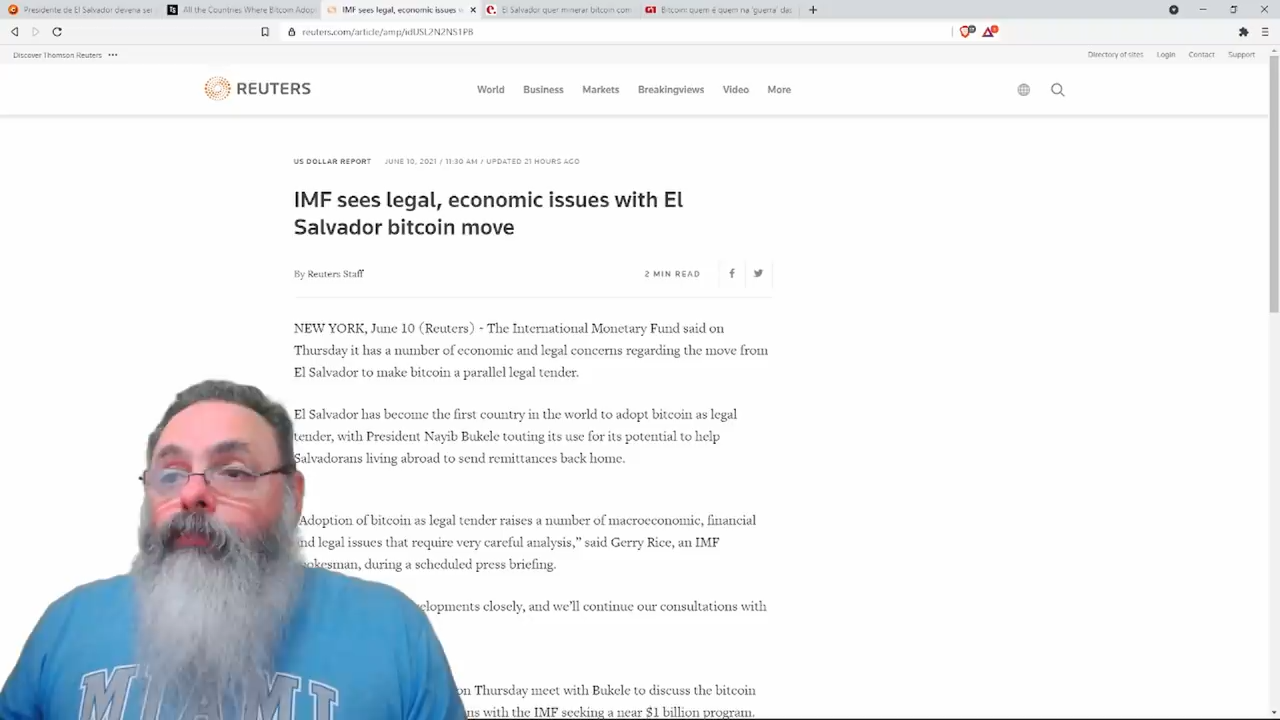 Presidente de El Salvador deveria ser
All the Countries Where Bitcoin Adop
IMF sees legal, economic issues w
El Salvador quer minerar bitcoin com
Bitcoin: quem é quem na 'guerra' das
reuters.com/article/amp/idUSL2N2NS1PB
Discover Thomson Reuters
Directory of sites Login Contact Support
REUTERS
World Business Markets Breakingviews Video More
US DOLLAR REPORT JUNE 10, 2021 / 11:30 AM / UPDATED 21 HOURS AGO
IMF sees legal, economic issues with El
Salvador bitcoin move
By Reuters Staff
2 MIN READ
NEW YORK, June 10 (Reuters) - The International Monetary Fund said on
Thursday it has a number of economic and legal concerns regarding the move from
El Salvador to make bitcoin a parallel legal tender.
El Salvador has become the first country in the world to adopt bitcoin as legal
tender, with President Nayib Bukele touting its use for its potential to help
Salvadorans living abroad to send remittances back home.
Adoption of bitcoin as legal tender raises a number of macroeconomic, financial
nd legal issues that require very careful analysis,” said Gerry Rice, an IMF
okesman, during a scheduled press briefing.
elopments closely, and we’ll continue our consultations with
on Thursday meet with Bukele to discuss the bitcoin
ns with the IMF seeking a near $1 billion program.
MIAMI